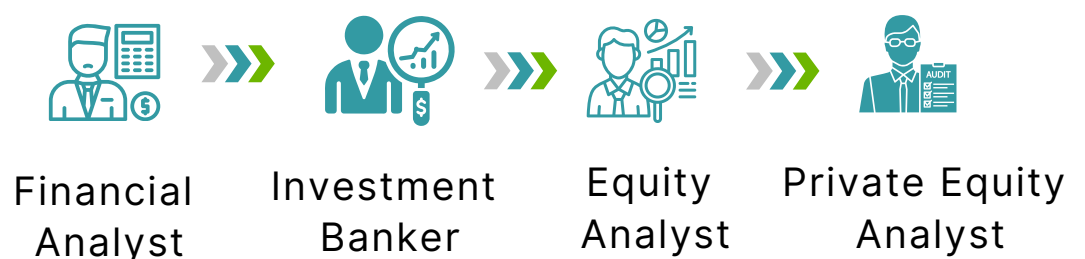 AUDIT
Financial
Analyst
Investment
Banker
Equity
Analyst
Private Equity
Analyst